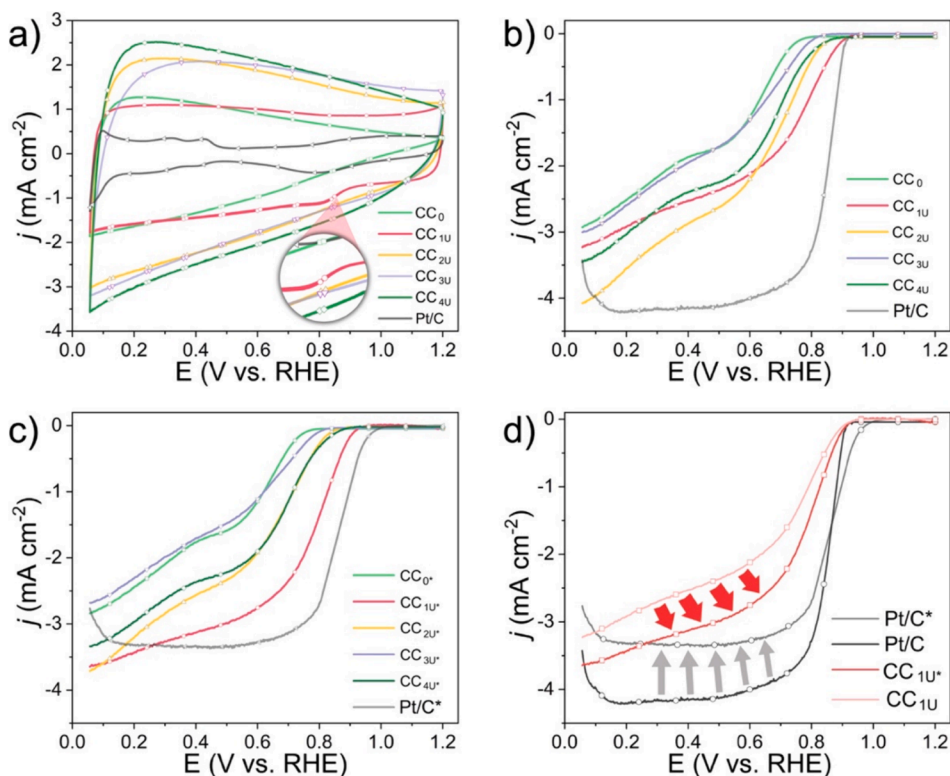 a)
3
2
1
0
-1
-2
-3
-4
j (mA cm-2)
CC0
CC1U
CC2U
CC3U
CC4U
Pt/C
0.0 0.2 0.4 0.6 0.8 1.0 1.2
E (V vs. RHE)
b)
0
-1
-2
-3
-4
j (mA cm-2)
CC0
CC1U
CC2U
CC3U
CC4U
Pt/C
0.0 0.2 0.4 0.6 0.8 1.0 1.2
E (V vs. RHE)
c)
0
-1
-2
-3
-4
j (mA cm-2)
CC0*
CC1U*
CC2U*
CC3U*
CC4U*
Pt/C*
0.0 0.2 0.4 0.6 0.8 1.0 1.2
E (V vs. RHE)
d)
0
-1
-2
-3
-4
j (mA cm-2)
Pt/C*
Pt/C
CC1U*
CC1U
0.0 0.2 0.4 0.6 0.8 1.0 1.2
E (V vs. RHE)